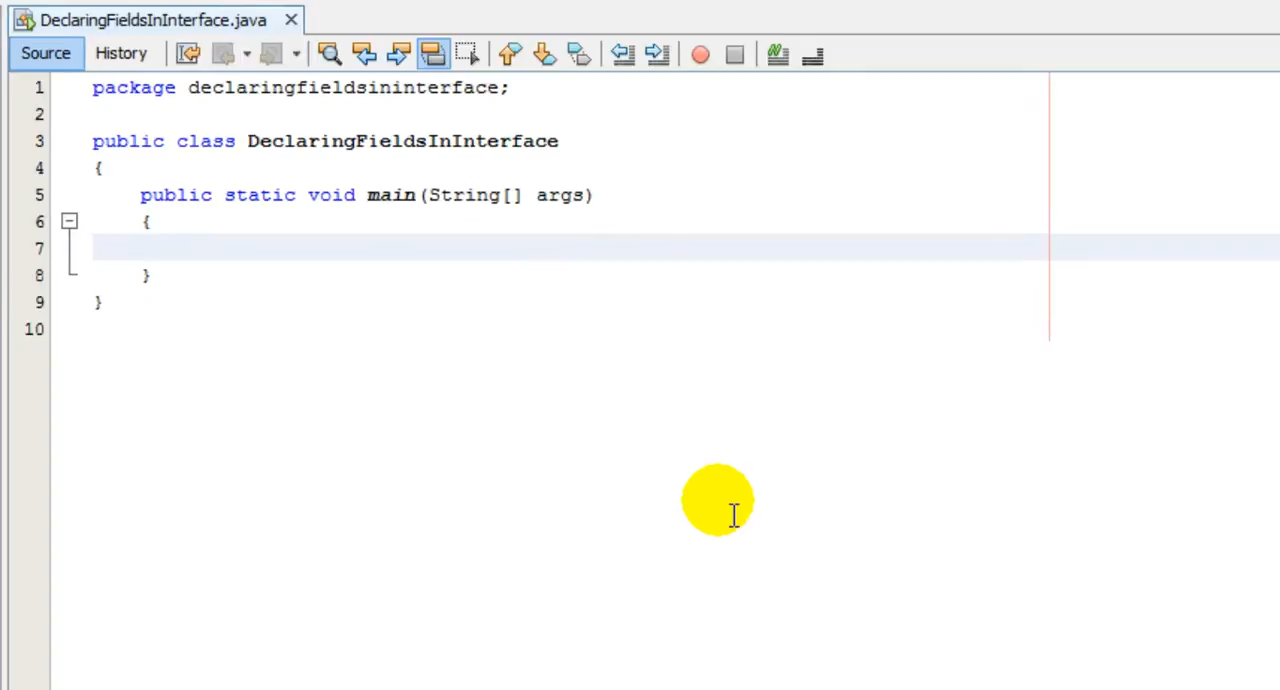 DeclaringFieldsInInterface.java
Source History
1 package declaringfieldsininterface;
2
3 public class DeclaringFieldsInInterface
4 {
5 public static void main(String[] args)
6 {
7
8 }
9 }
10